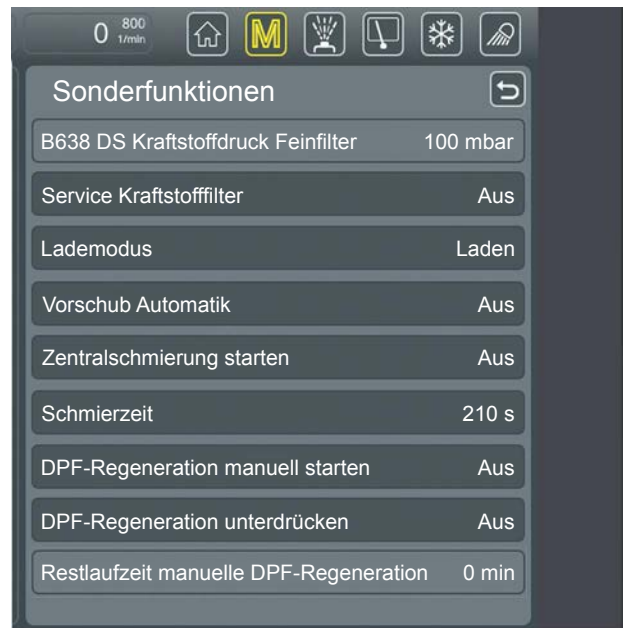 0 800
1/min
M
Sonderfunktionen
B638 DS Kraftstoffdruck Feinfilter 100 mbar
Service Kraftstofffilter Aus
Lademodus Laden
Vorschub Automatik Aus
Zentralschmierung starten Aus
Schmierzeit 210 s
DPF-Regeneration manuell starten Aus
DPF-Regeneration unterdrücken Aus
Restlaufzeit manuelle DPF-Regeneration 0 min